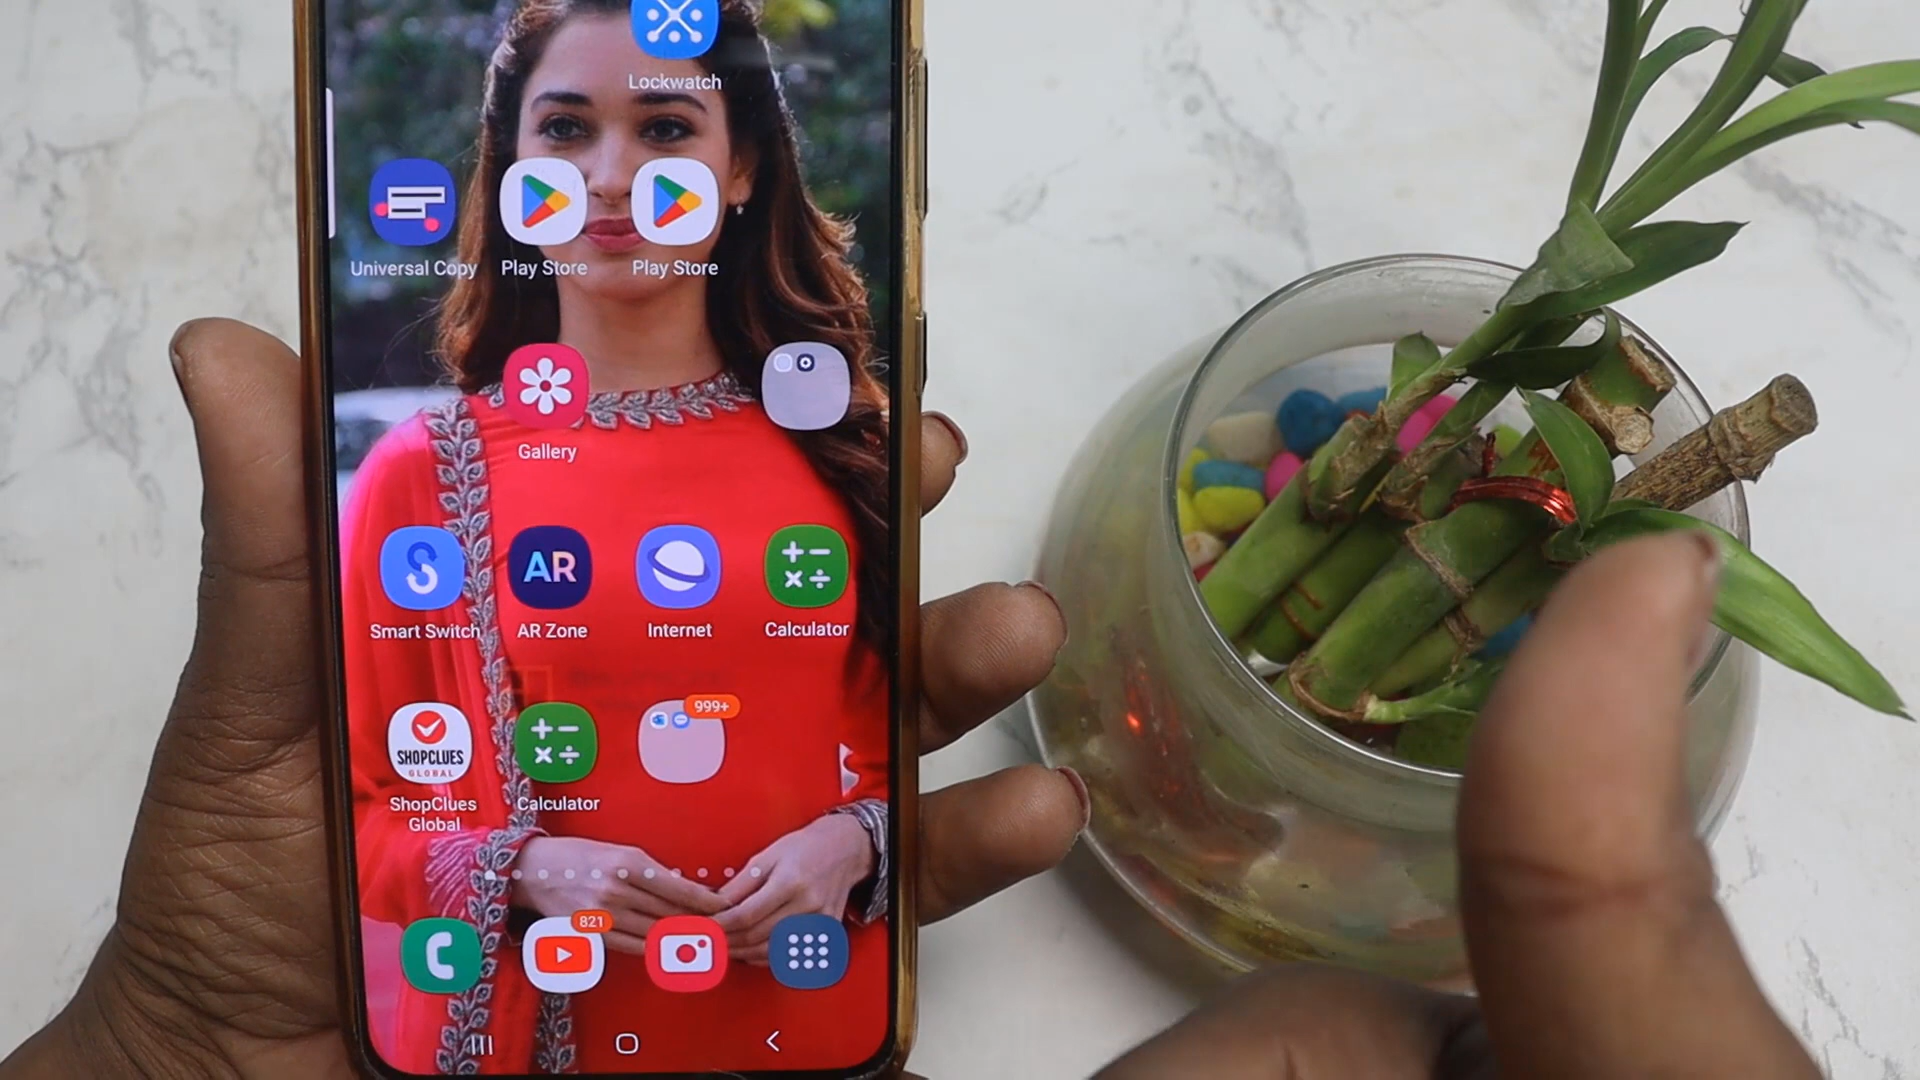 Lockwatch
Universal Copy
Play Store
Play Store
Gallery
Smart Switch
AR
AR Zone
Internet
Calculator
SHOPCLUES
GLOBAL
ShopClues
Global
Calculator
999+
821